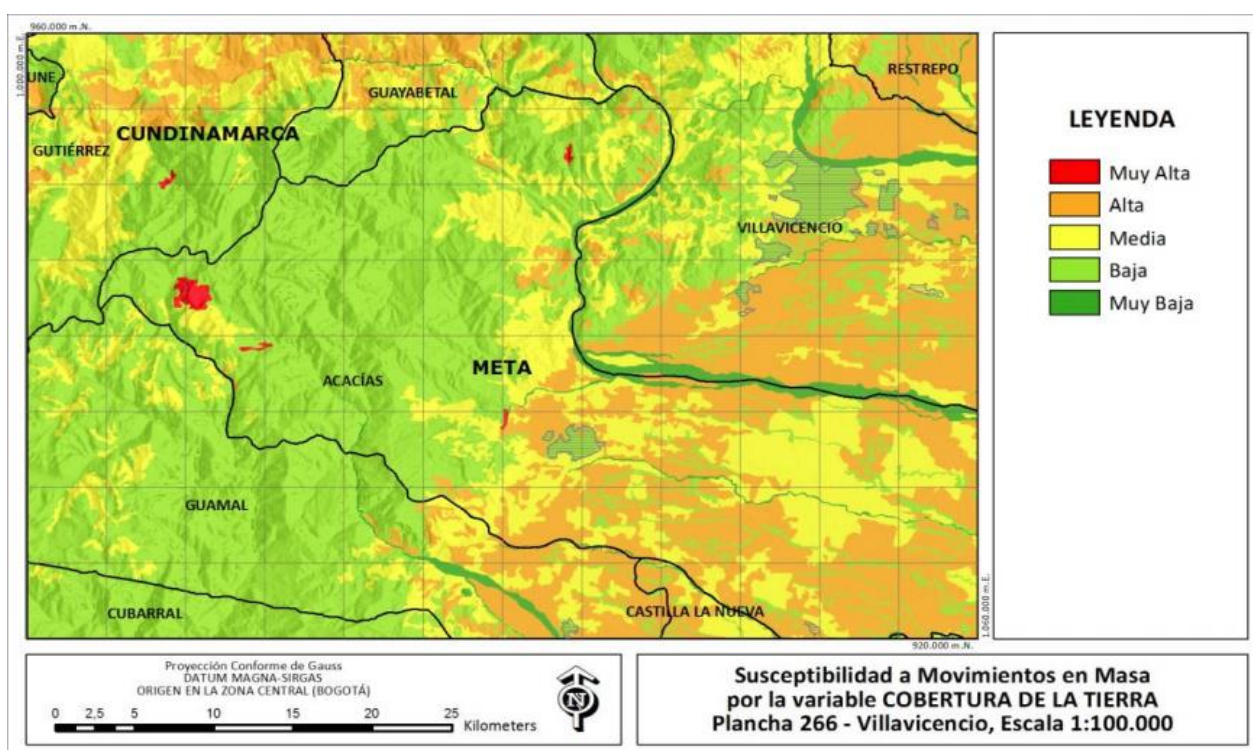 960.000 m.N.
1.000.000 m.E.
UNE
GUAYABETAL
RESTREPO
CUNDINAMARCA
GUTIÉRREZ
VILLAVICENCIO
META
ACACÍAS
GUAMAL
CUBARRAL
CASTILLA LA NUEVA
1.060.000 m.E.
920.000 m.N.
LEYENDA
Muy Alta
Alta
Media
Baja
Muy Baja
Proyección Conforme de Gauss
DATUM MAGNA-SIRGAS
ORIGEN EN LA ZONA CENTRAL (BOGOTÁ)
0 2,5 5 10 15 20 25
Kilometers
N
Susceptibilidad a Movimientos en Masa
por la variable COBERTURA DE LA TIERRA
Plancha 266 - Villavicencio, Escala 1:100.000